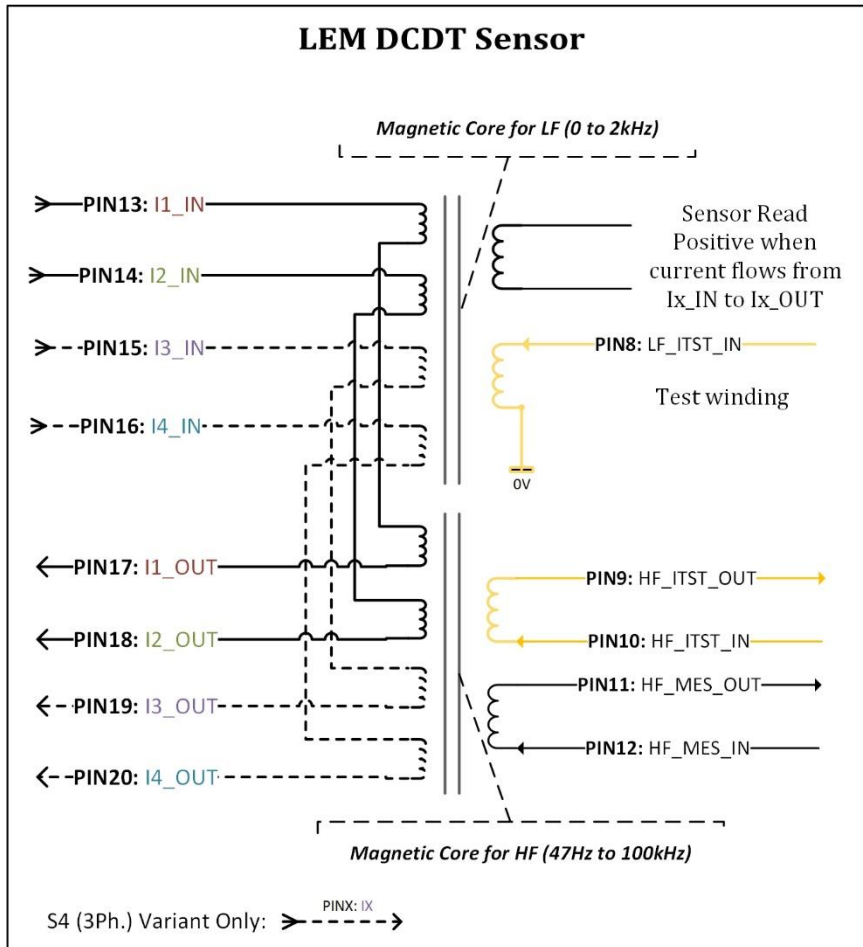 LEM DCDT Sensor
Magnetic Core for LF (0 to 2kHz)
PIN13: I1_IN
PIN14: I2_IN
PIN15: I3_IN
PIN16: I4_IN
Sensor Read
Positive when
current flows from
Ix_IN to Ix_OUT
PIN8: LF_ITST_IN
Test winding
0V
PIN17: I1_OUT
PIN18: I2_OUT
PIN19: I3_OUT
PIN20: I4_OUT
PIN9: HF_ITST_OUT
PIN10: HF_ITST_IN
PIN11: HF_MES_OUT
PIN12: HF_MES_IN
Magnetic Core for HF (47Hz to 100kHz)
S4 (3Ph.) Variant Only:
PINX: IX